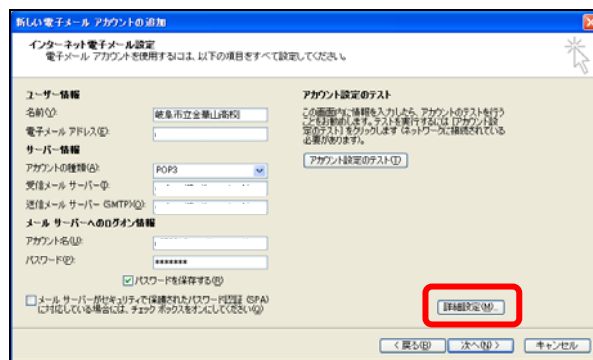 新しい電子メール アカウントの追加
インターネット電子メール設定
電子メール アカウントを使用するには、以下の項目をすべて設定してください。
ユーザー情報
名前(Y):
岐阜市立金華山高校
電子メール アドレス(E):
サーバー情報
アカウントの種類(A):
POP3
受信メール サーバー(I):
送信メール サーバー (SMTP)(O):
メール サーバーへのログオン情報
アカウント名(U):
パスワード(P):
*******
パスワードを保存する(R)
メール サーバーがセキュリティで保護されたパスワード認証 (SPA)
に対応している場合には、チェック ボックスをオンにしてください(Q)
アカウント設定のテスト
この画面内に情報を入力したら、アカウントのテストを行う
ことをお勧めします。テストを実行するには [アカウント設
定のテスト] をクリックします (ネットワークに接続されている
必要があります)。
アカウント設定のテスト(T)
詳細設定(M)...
< 戻る(B)
次へ(N) >
キャンセル